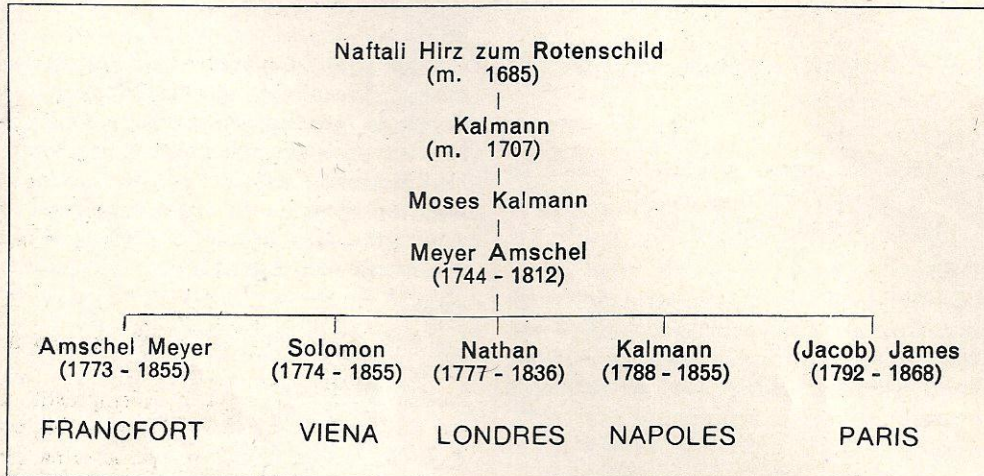 Naftali Hirz zum Rotenschild
(m. 1685)
Kalmann
(m. 1707)
Moses Kalmann
Meyer Amschel
(1744 - 1812)
Amschel Meyer Solomon Nathan Kalmann (Jacob) James
(1773 - 1855) (1774 - 1855) (1777 - 1836) (1788 - 1855) (1792 - 1868)
FRANCFORT VIENA LONDRES NAPOLES PARIS